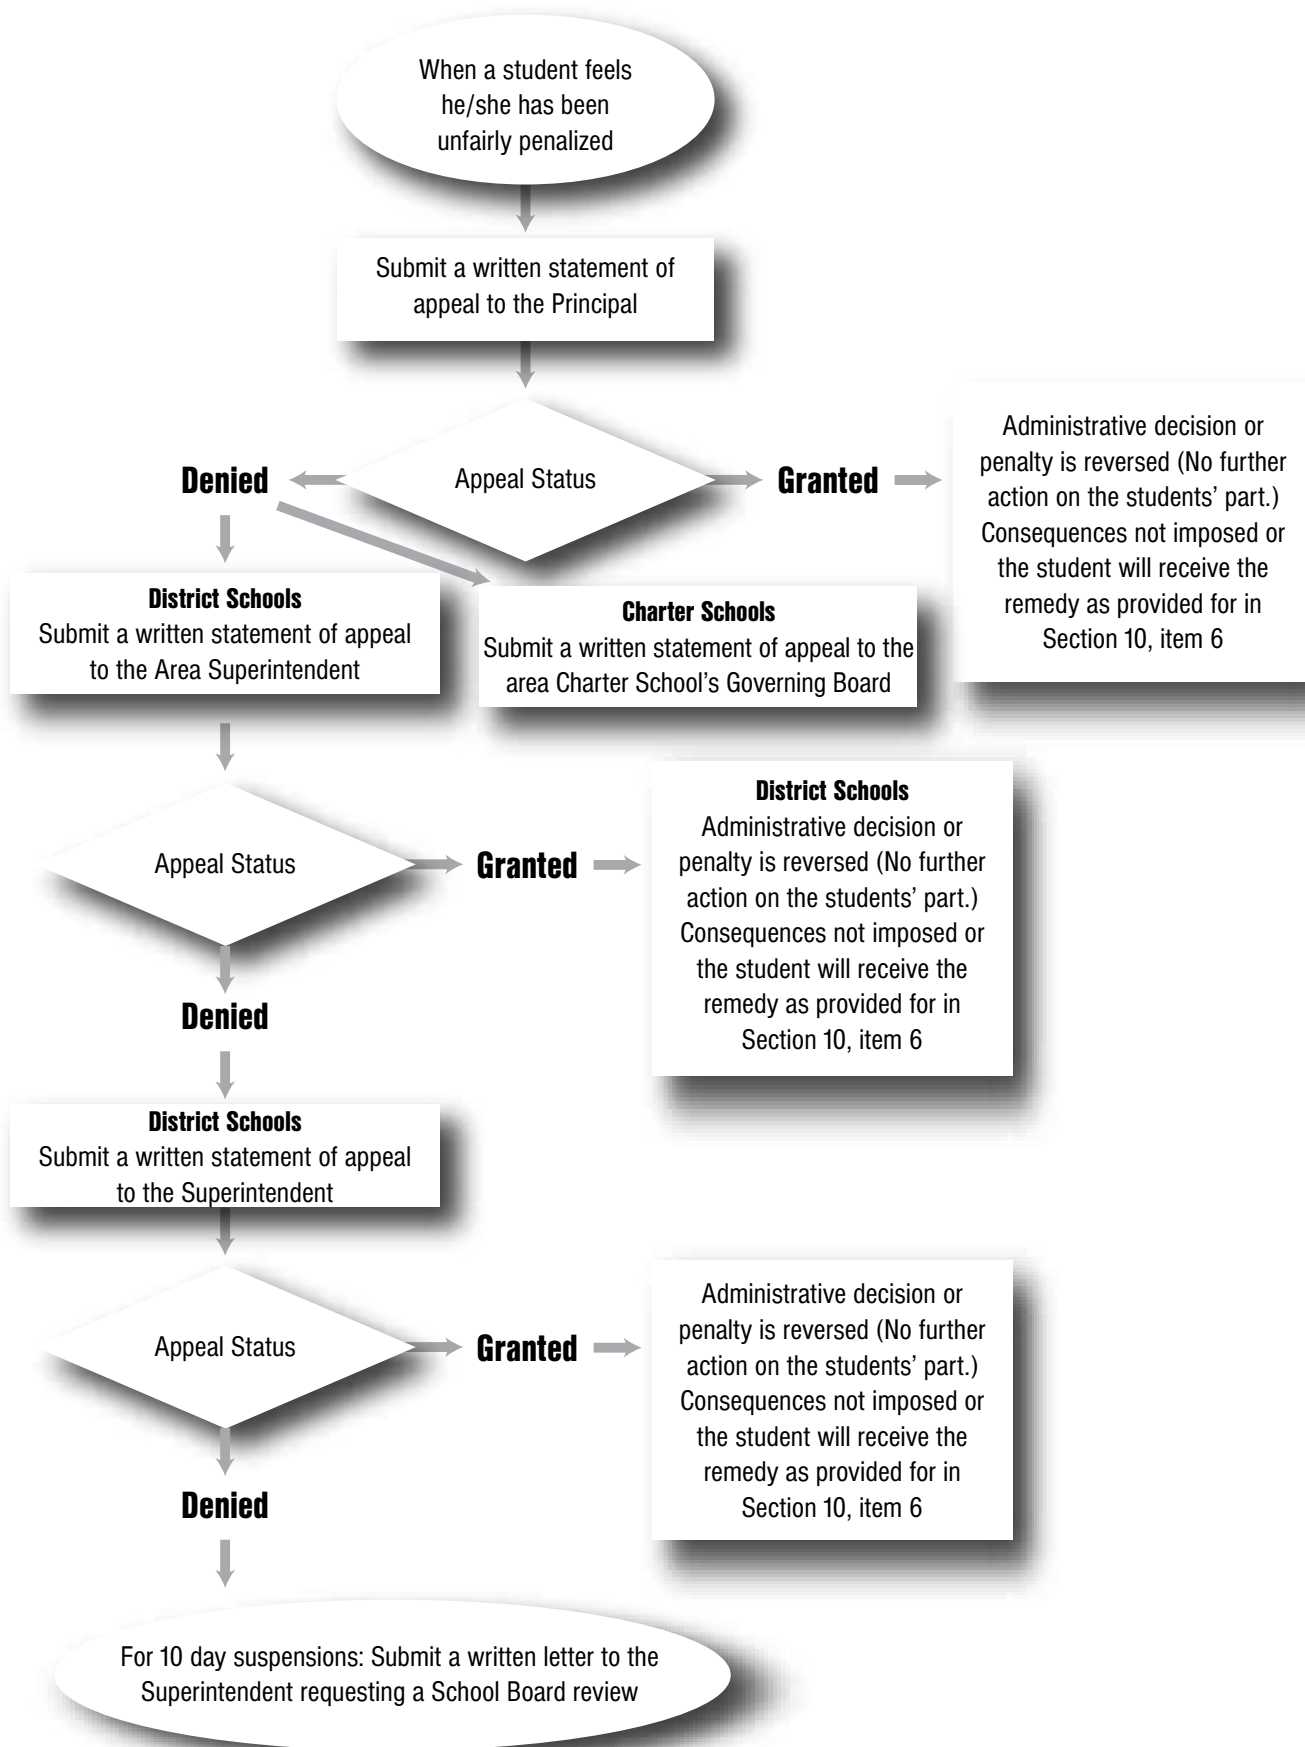 When a student feels
he/she has been
unfairly penalized
Submit a written statement of
appeal to the Principal
Denied
Appeal Status
Granted
Administrative decision or
penalty is reversed (No further
action on the students’ part.)
Consequences not imposed or
the student will receive the
remedy as provided for in
Section 10, item 6
District Schools
Submit a written statement of appeal
to the Area Superintendent
Charter Schools
Submit a written statement of appeal to the
area Charter School’s Governing Board
Appeal Status
Granted
District Schools
Administrative decision or
penalty is reversed (No further
action on the students’ part.)
Consequences not imposed or
the student will receive the
remedy as provided for in
Section 10, item 6
Denied
District Schools
Submit a written statement of appeal
to the Superintendent
Appeal Status
Granted
Administrative decision or
penalty is reversed (No further
action on the students’ part.)
Consequences not imposed or
the student will receive the
remedy as provided for in
Section 10, item 6
Denied
For 10 day suspensions: Submit a written letter to the
Superintendent requesting a School Board review